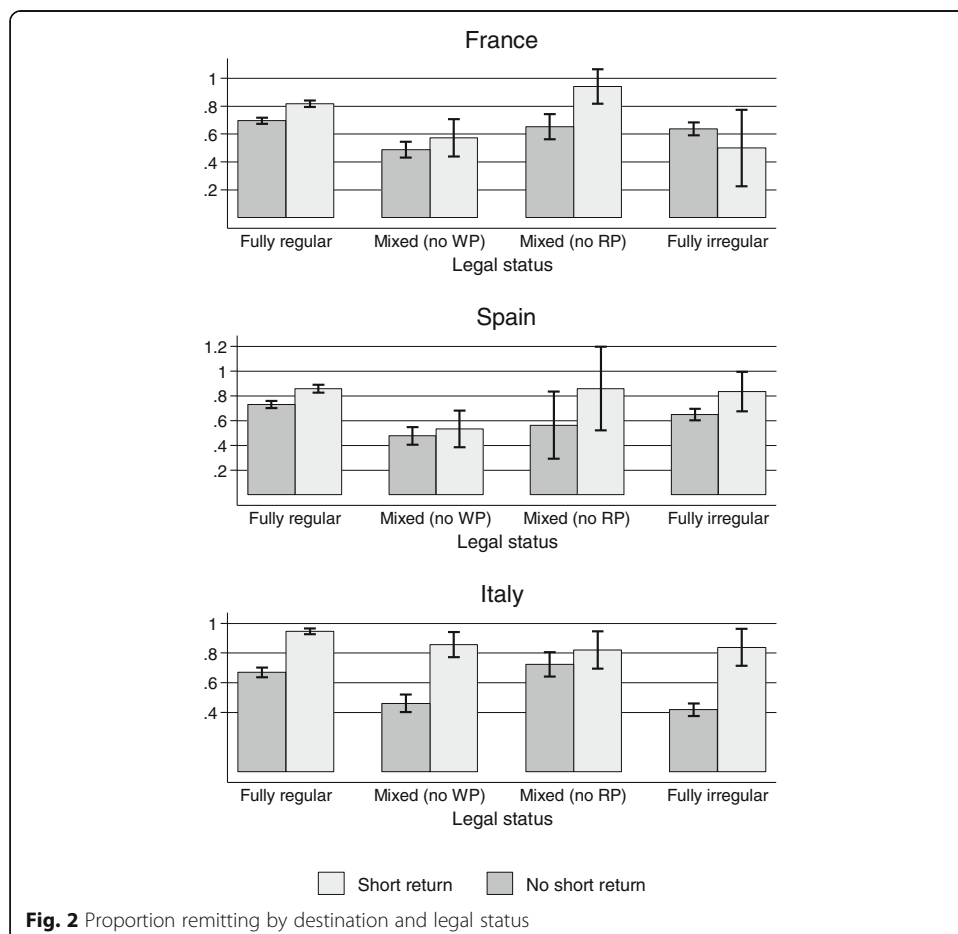 France
1
.8
.6
.4
.2
Fully regular Mixed (no WP) Mixed (no RP) Fully irregular
Legal status
Spain
1.2
1
.8
.6
.4
.2
Fully regular Mixed (no WP) Mixed (no RP) Fully irregular
Legal status
Italy
1
.8
.6
.4
Fully regular Mixed (no WP) Mixed (no RP) Fully irregular
Legal status
Short return No short return
Fig. 2 Proportion remitting by destination and legal status